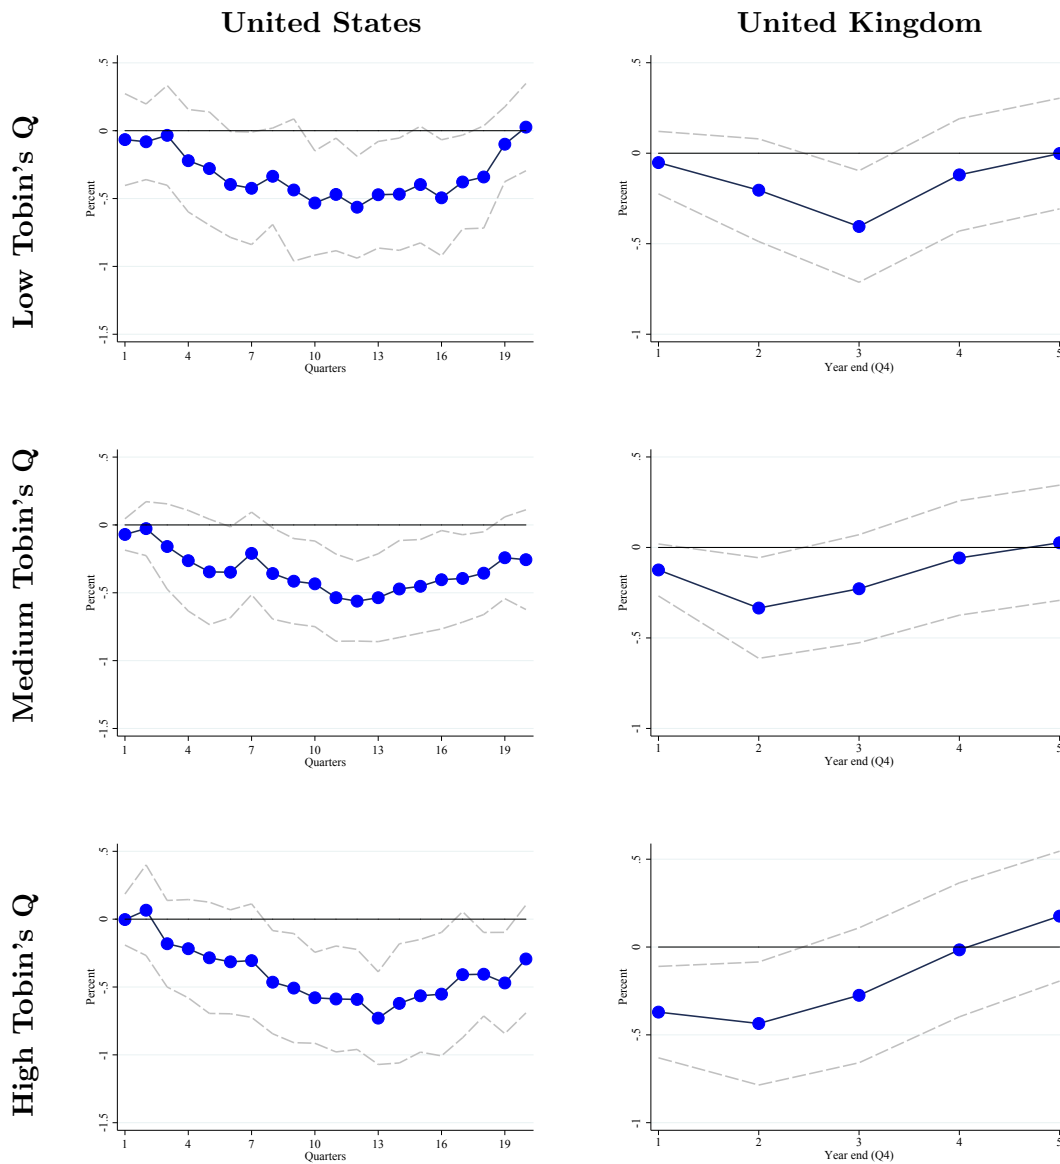 United States
United Kingdom
Low Tobin's Q
Percent
.5
0
-.5
-1
-1.5
1 4 7 10 13 16 19
Quarters
Percent
.5
0
-.5
-1
1 2 3 4 5
Year end (Q4)
Medium Tobin's Q
Percent
.5
0
-.5
-1
-1.5
1 4 7 10 13 16 19
Quarters
Percent
.5
0
-.5
-1
1 2 3 4 5
Year end (Q4)
High Tobin's Q
Percent
.5
0
-.5
-1
-1.5
1 4 7 10 13 16 19
Quarters
Percent
.5
0
-.5
-1
1 2 3 4 5
Year end (Q4)